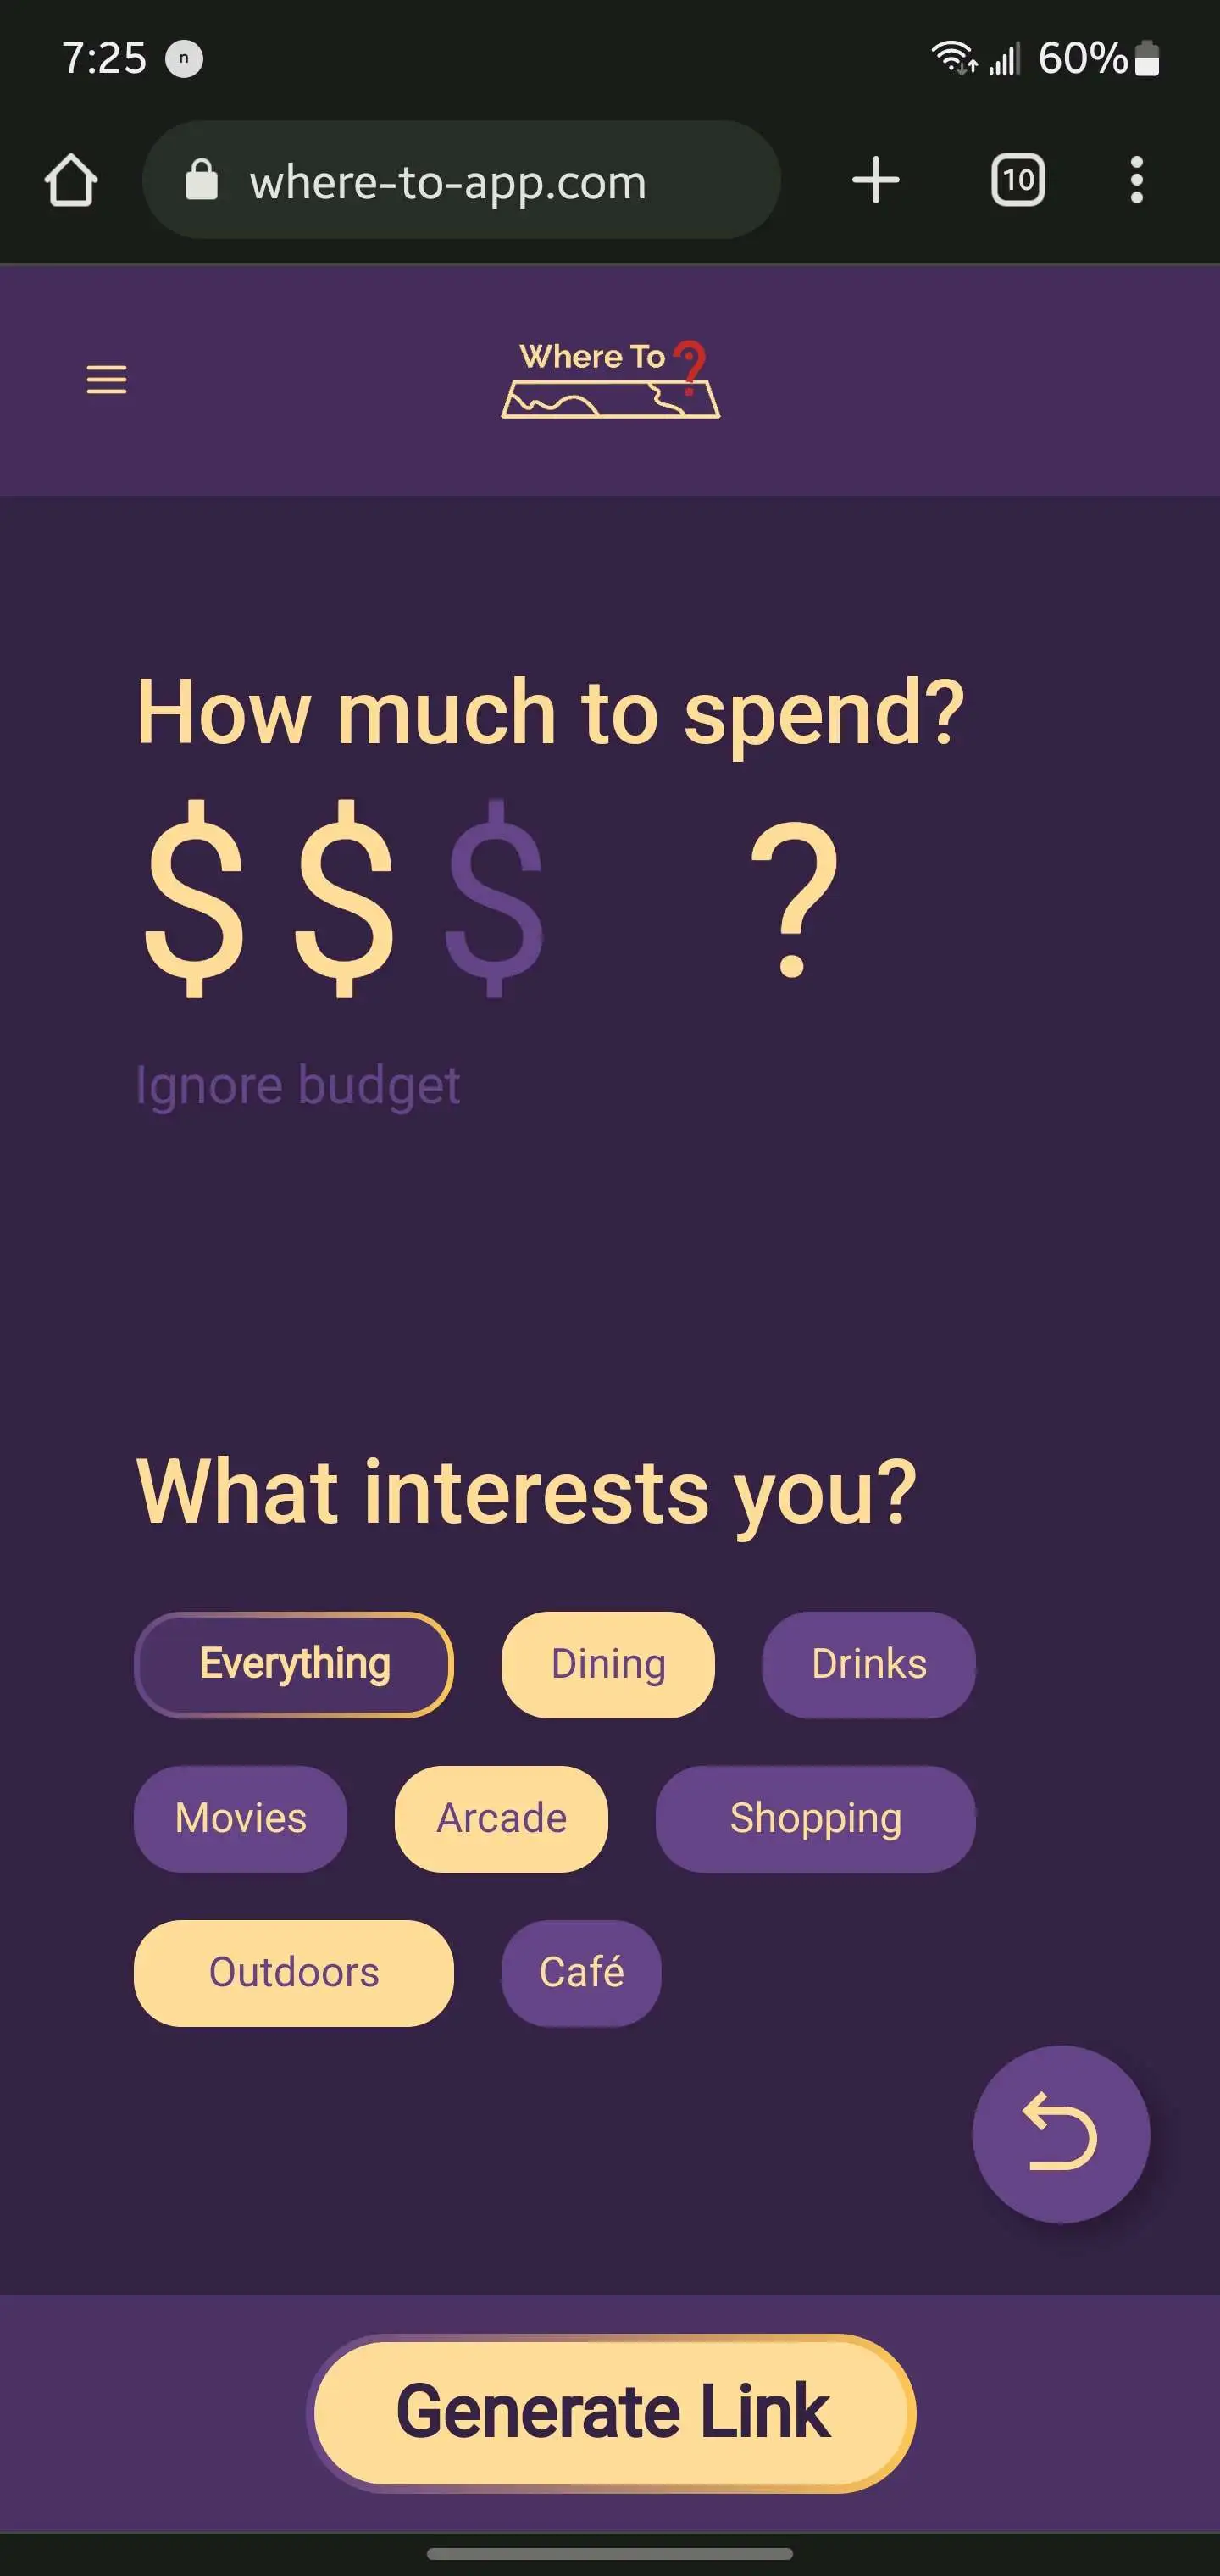 7:25 n 60%
where-to-app.com 10
Where To ?
How much to spend?
$ $ $ ?
Ignore budget
What interests you?
Everything Dining Drinks
Movies Arcade Shopping
Outdoors Café
Generate Link